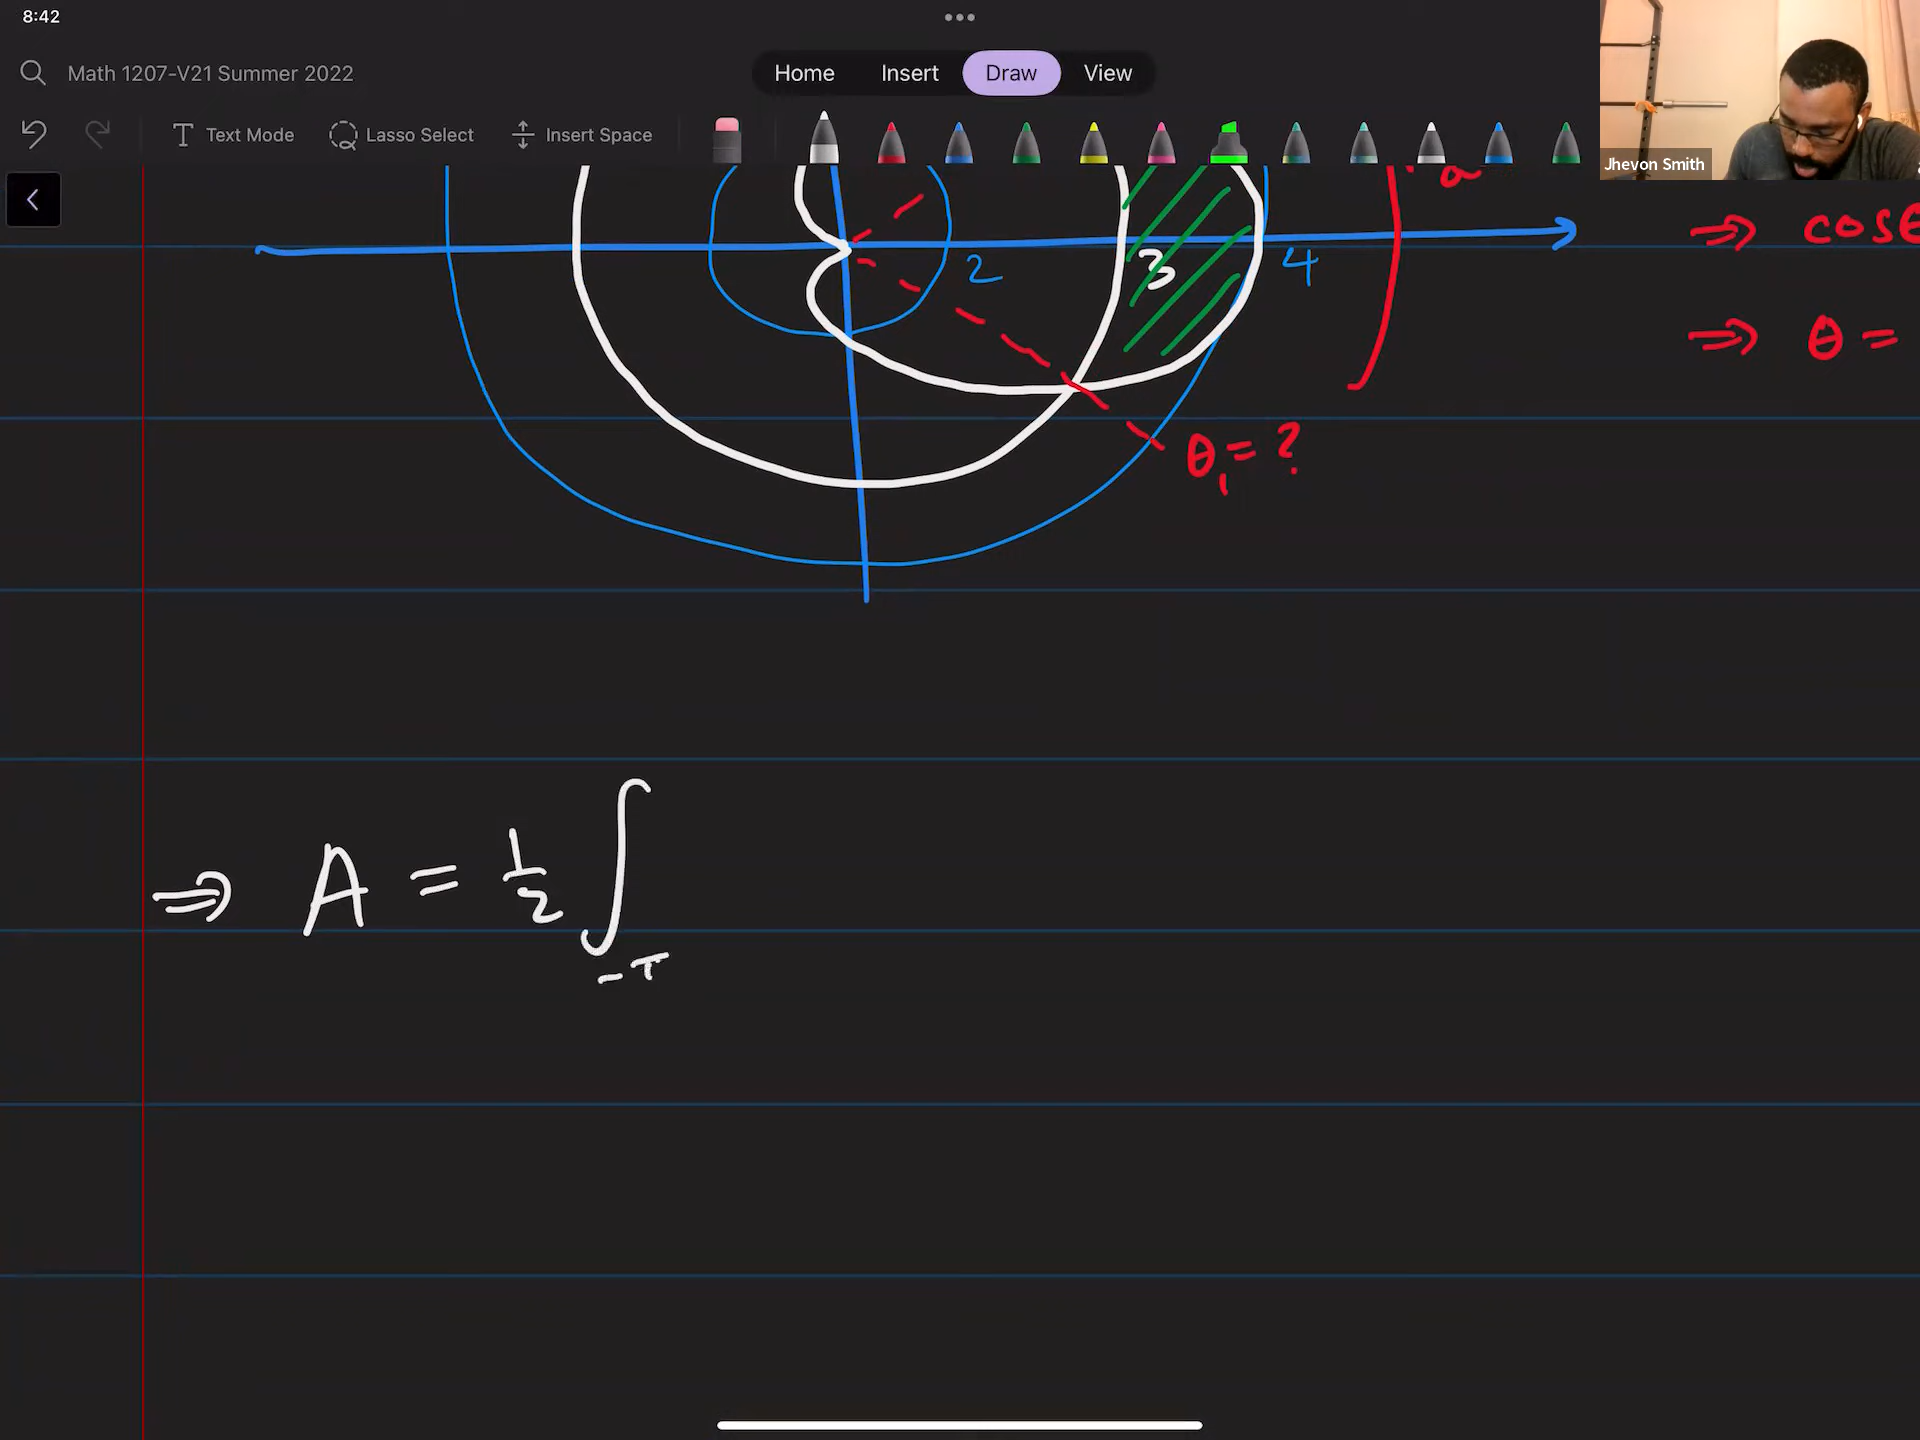 8:42
Math 1207-V21 Summer 2022
Home Insert Draw View
Text Mode Lasso Select Insert Space
Jhevon Smith
⇒ cosθ
2 3 4
⇒ θ =
θ₁ = ?
⇒ A = 1/2 ∫
-π